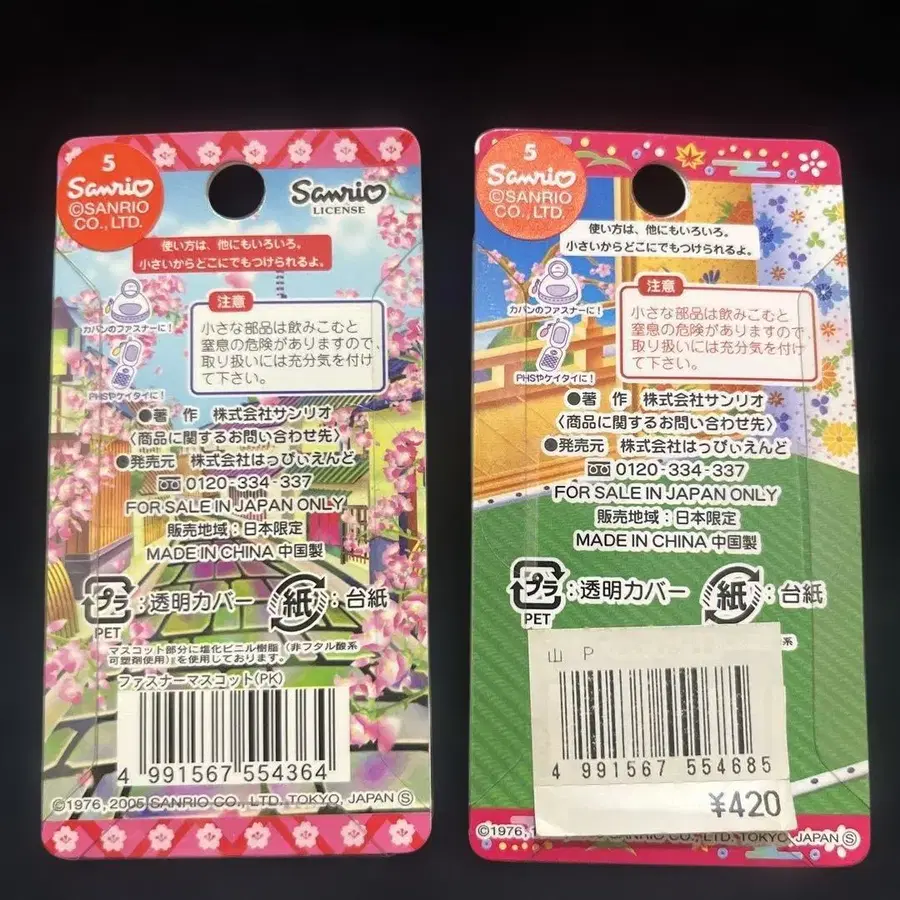 5
Sanrio
©SANRIO
CO., LTD.
Sanrio
LICENSE
使い方は、他にもいろいろ。
小さいからどこにでもつけられるよ。
カバンのファスナーに！
PHSやケイタイに！
注意
小さな部品は飲みこむと
窒息の危険がありますので、
取り扱いには充分気を付け
て下さい。
●著 作 株式会社サンリオ
〈商品に関するお問い合わせ先〉
●発売元 株式会社はっぴぃえんど
0120-334-337
FOR SALE IN JAPAN ONLY
販売地域：日本限定
MADE IN CHINA 中国製
プラ
：透明カバー
PET
紙
：台紙
マスコット部分に塩化ビニル樹脂（非フタル酸系
可塑剤使用）を使用しております。
ファスナーマスコット(PK)
4 991567 554364
©1976, 2005 SANRIO CO., LTD. TOKYO, JAPAN Ⓢ
5
Sanrio
©SANRIO
CO., LTD.
使い方は、他にもいろいろ。
小さいからどこにでもつけられるよ。
カバンのファスナーに！
PHSやケイタイに！
注意
小さな部品は飲みこむと
窒息の危険がありますので、
取り扱いには充分気を付け
て下さい。
●著 作 株式会社サンリオ
〈商品に関するお問い合わせ先〉
●発売元 株式会社はっぴぃえんど
0120-334-337
FOR SALE IN JAPAN ONLY
販売地域：日本限定
MADE IN CHINA 中国製
プラ
：透明カバー
PET
紙
：台紙
系
山 P
4 991567 554685
¥420
©1976, SANRIO CO., LTD. TOKYO, JAPAN Ⓢ